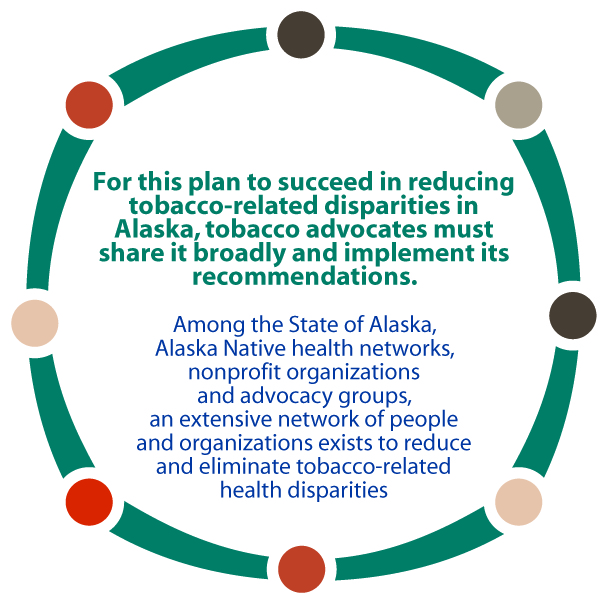 For this plan to succeed in reducing
tobacco-related disparities in
Alaska, tobacco advocates must
share it broadly and implement its
recommendations.
Among the State of Alaska,
Alaska Native health networks,
nonprofit organizations
and advocacy groups,
an extensive network of people
and organizations exists to reduce
and eliminate tobacco-related
health disparities